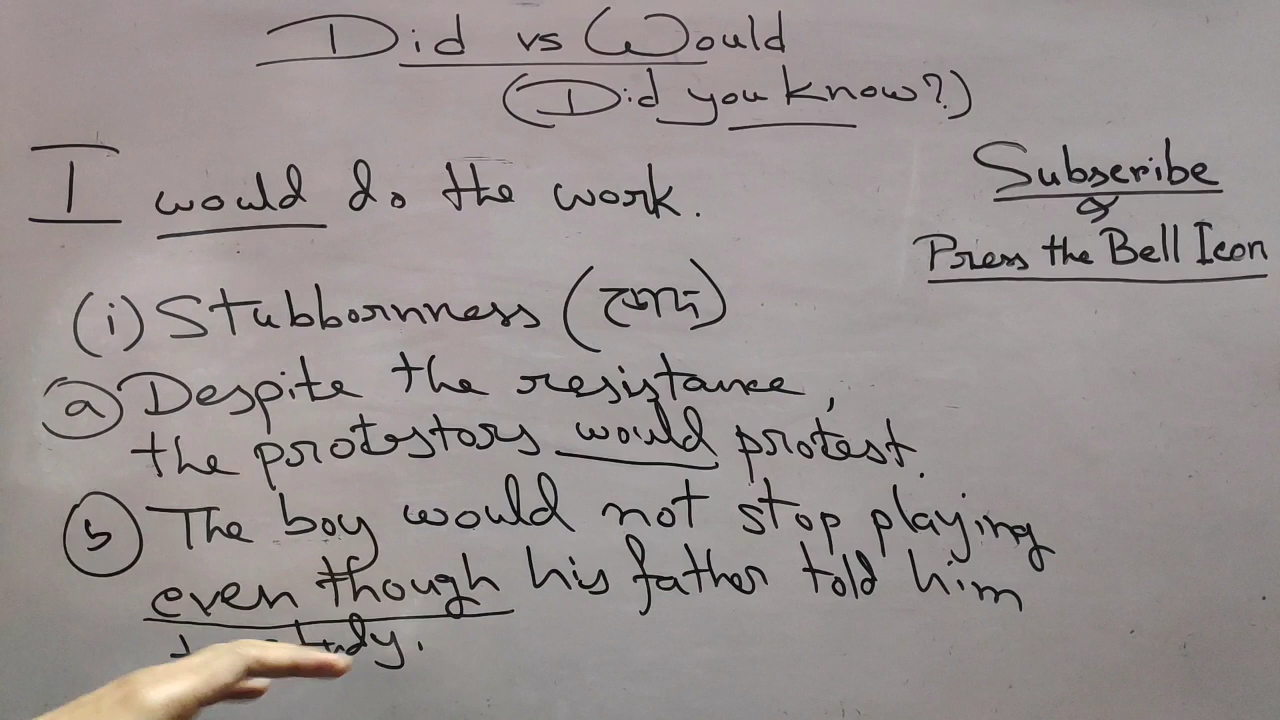 Did vs Would
(Did you know?)
I would do the work.
Subscribe
&
Press the Bell Icon
(i) Stubbornness (জেদ)
(a) Despite the resistance,
the protestors would protest.
(b) The boy would not stop playing
even though his father told him
study.